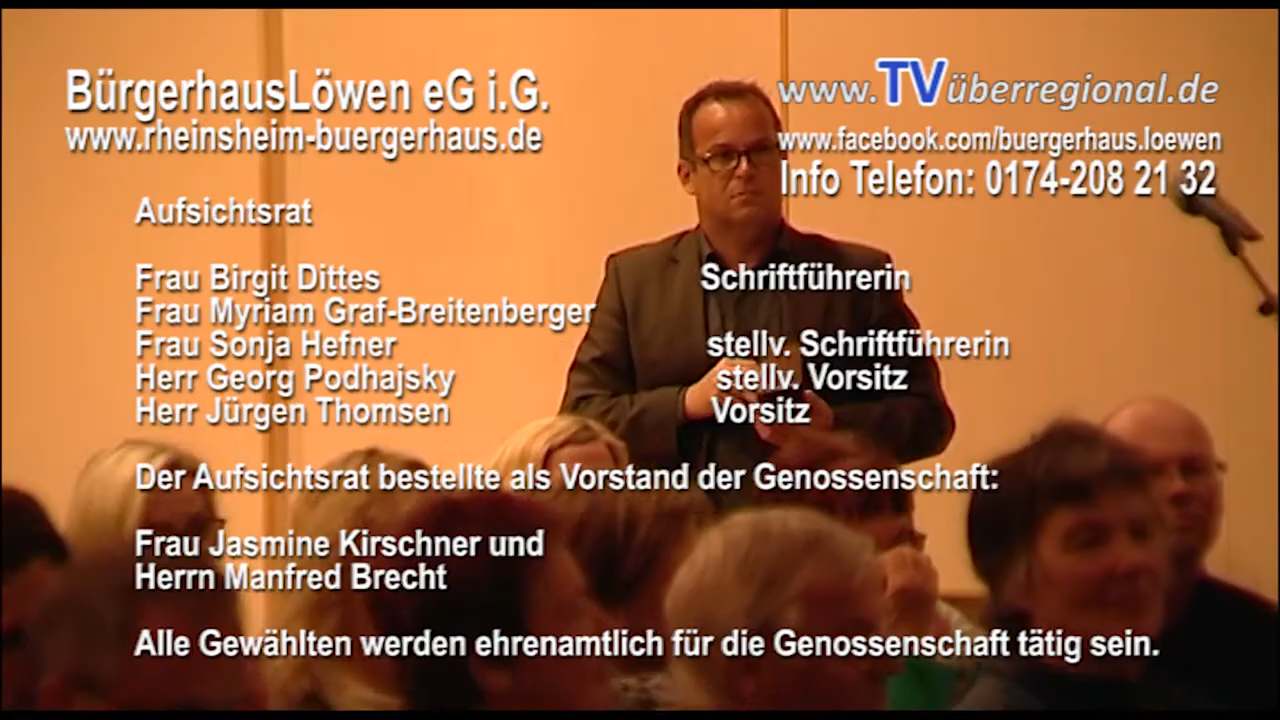 BürgerhausLöwen eG i.G.
www.rheinsheim-buergerhaus.de
www.TVüberregional.de
www.facebook.com/buergerhaus.loewen
Info Telefon: 0174-208 21 32
Aufsichtsrat
Frau Birgit Dittes Schriftführerin
Frau Myriam Graf-Breitenberger
Frau Sonja Hefner stellv. Schriftführerin
Herr Georg Podhajsky stellv. Vorsitz
Herr Jürgen Thomsen Vorsitz
Der Aufsichtsrat bestellte als Vorstand der Genossenschaft:
Frau Jasmine Kirschner und
Herrn Manfred Brecht
Alle Gewählten werden ehrenamtlich für die Genossenschaft tätig sein.